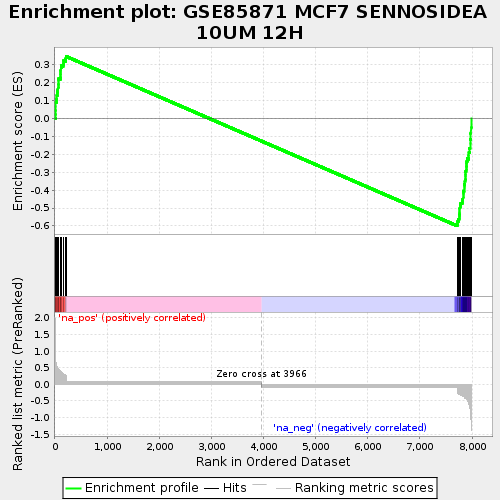 Enrichment plot: GSE85871 MCF7 SENNOSIDEA
10UM 12H
Enrichment score (ES)
0.3
0.2
0.1
0.0
-0.1
-0.2
-0.3
-0.4
-0.5
-0.6
'na_pos' (positively correlated)
Ranked list metric (PreRanked)
2.0
1.5
1.0
0.5
0.0
-0.5
-1.0
-1.5
Zero cross at 3966
'na_neg' (negatively correlated)
0 1,000 2,000 3,000 4,000 5,000 6,000 7,000 8,000
Rank in Ordered Dataset
Enrichment profile Hits Ranking metric scores